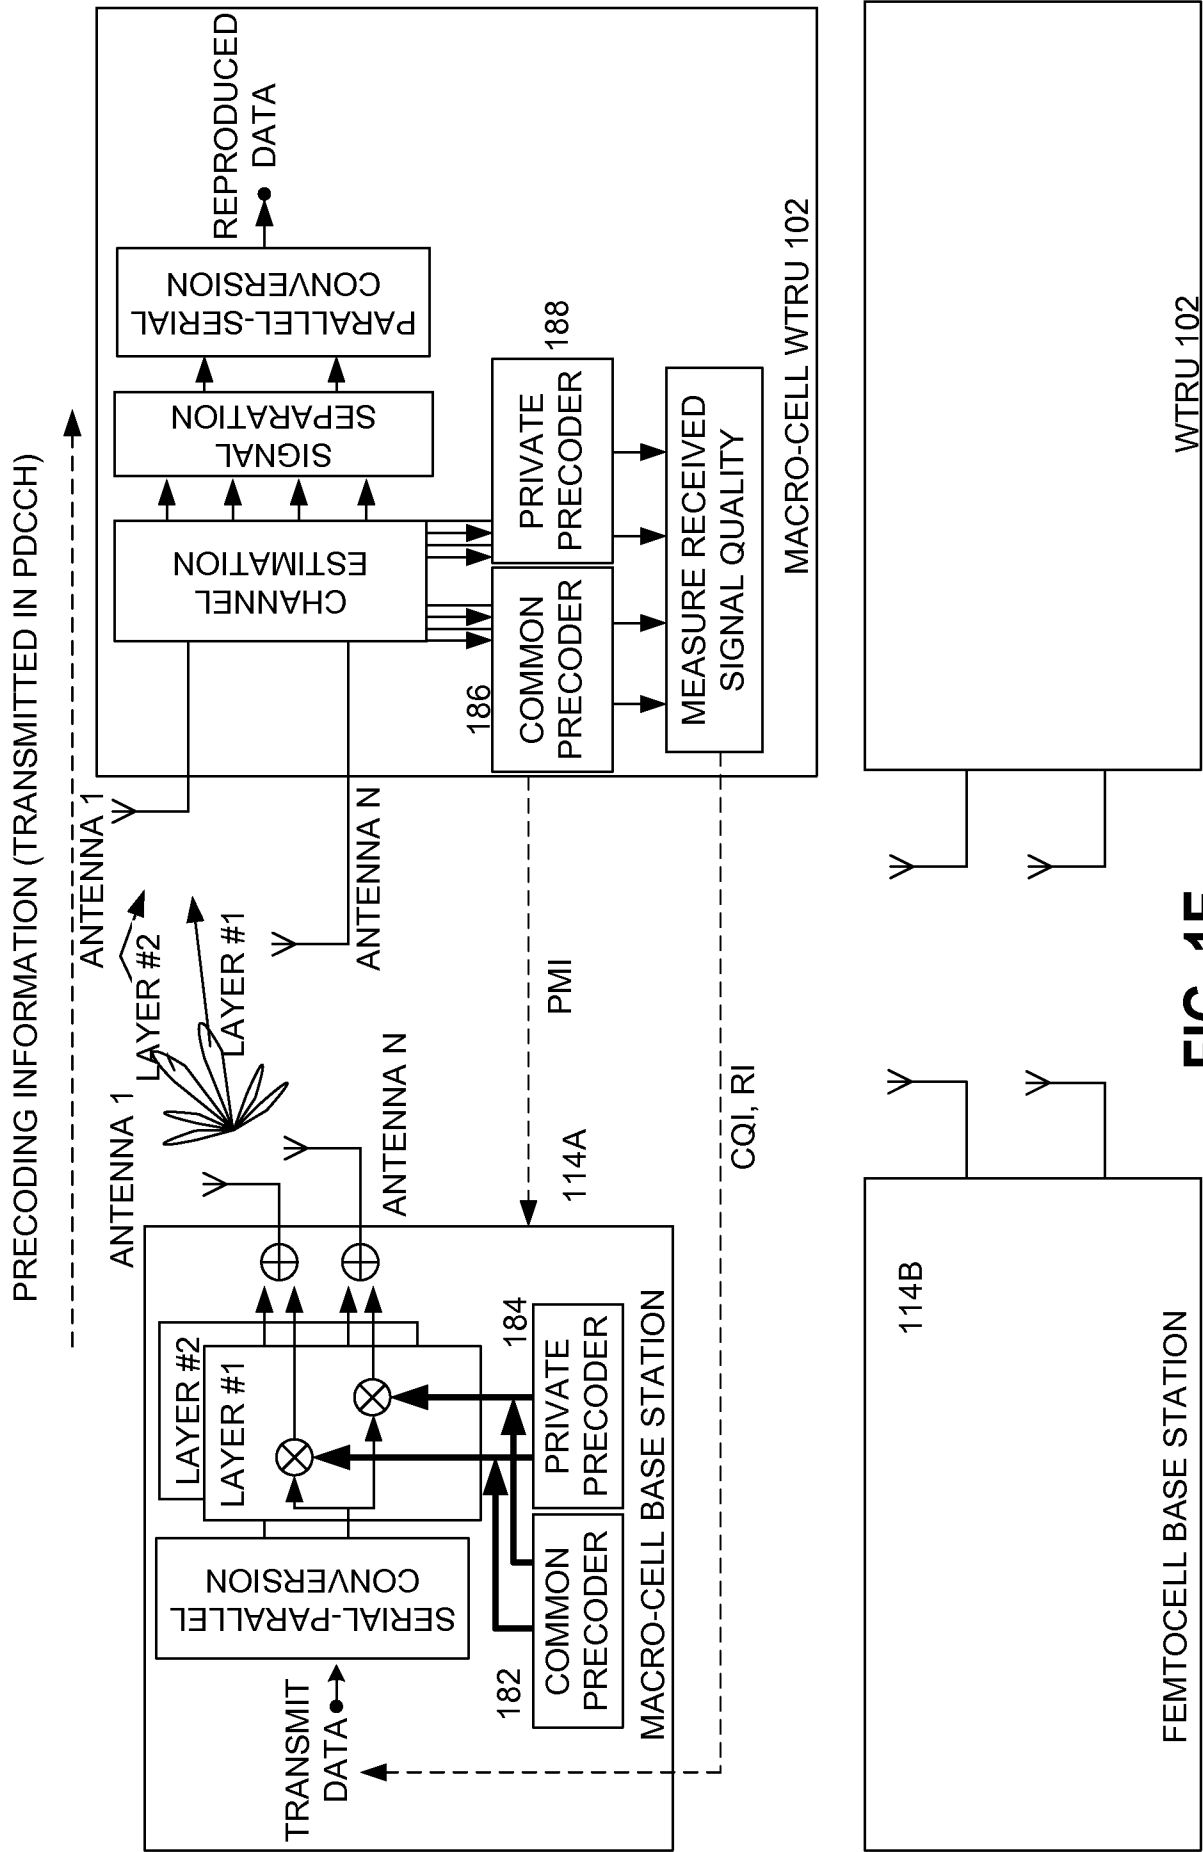 PRECODING INFORMATION (TRANSMITTED IN PDCCH)
TRANSMIT
DATA
SERIAL-PARALLEL
CONVERSION
LAYER #2
LAYER #1
182
COMMON
PRECODER
184
PRIVATE
PRECODER
MACRO-CELL BASE STATION
114A
ANTENNA 1
ANTENNA N
LAYER #2
LAYER #1
ANTENNA 1
ANTENNA N
PMI
CQI, RI
CHANNEL
ESTIMATION
SIGNAL
SEPARATION
PARALLEL-SERIAL
CONVERSION
REPRODUCED
DATA
186
COMMON
PRECODER
188
PRIVATE
PRECODER
MEASURE RECEIVED
SIGNAL QUALITY
MACRO-CELL WTRU 102
114B
FEMTOCELL BASE STATION
WTRU 102